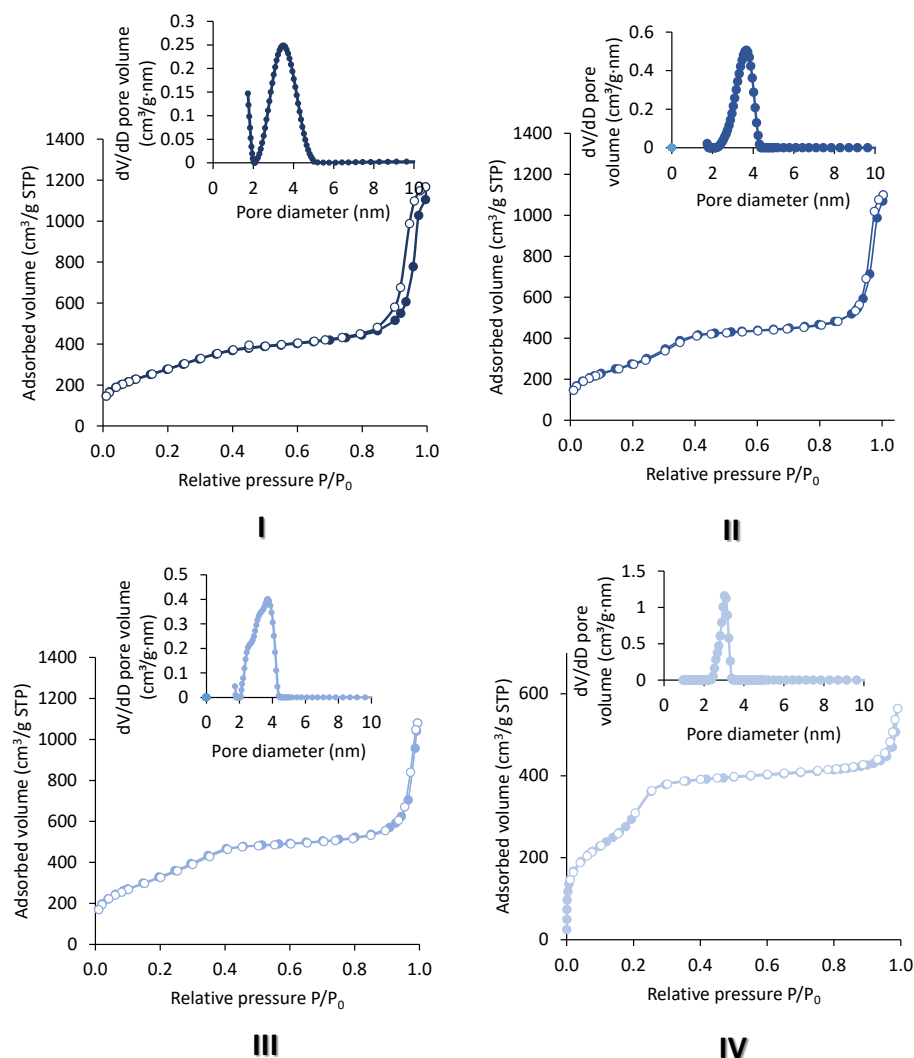 dV/dD pore volume
(cm³/g·nm)
0.3
0.25
0.2
0.15
0.1
0.05
0
0 2 4 6 8 10
Pore diameter (nm)
Adsorbed volume (cm³/g STP)
1400
1200
1000
800
600
400
200
0
0.0 0.2 0.4 0.6 0.8 1.0
Relative pressure P/P₀
I
dV/dD pore
volume (cm³/g·nm)
0.6
0.4
0.2
0
0 2 4 6 8 10
Pore diameter (nm)
Adsorbed volume (cm³/g STP)
1400
1200
1000
800
600
400
200
0
0.0 0.2 0.4 0.6 0.8 1.0
Relative pressure P/P₀
II
dV/dD pore volume
(cm³/g·nm)
0.5
0.4
0.3
0.2
0.1
0
0 2 4 6 8 10
Pore diameter (nm)
Adsorbed volume (cm³/g STP)
1400
1200
1000
800
600
400
200
0
0.0 0.2 0.4 0.6 0.8 1.0
Relative pressure P/P₀
III
dV/dD pore
volume (cm³/g·nm)
1.5
1
0.5
0
0 2 4 6 8 10
Pore diameter (nm)
Adsorbed volume (cm³/g STP)
600
400
200
0
0.0 0.2 0.4 0.6 0.8 1.0
Relative pressure P/P₀
IV